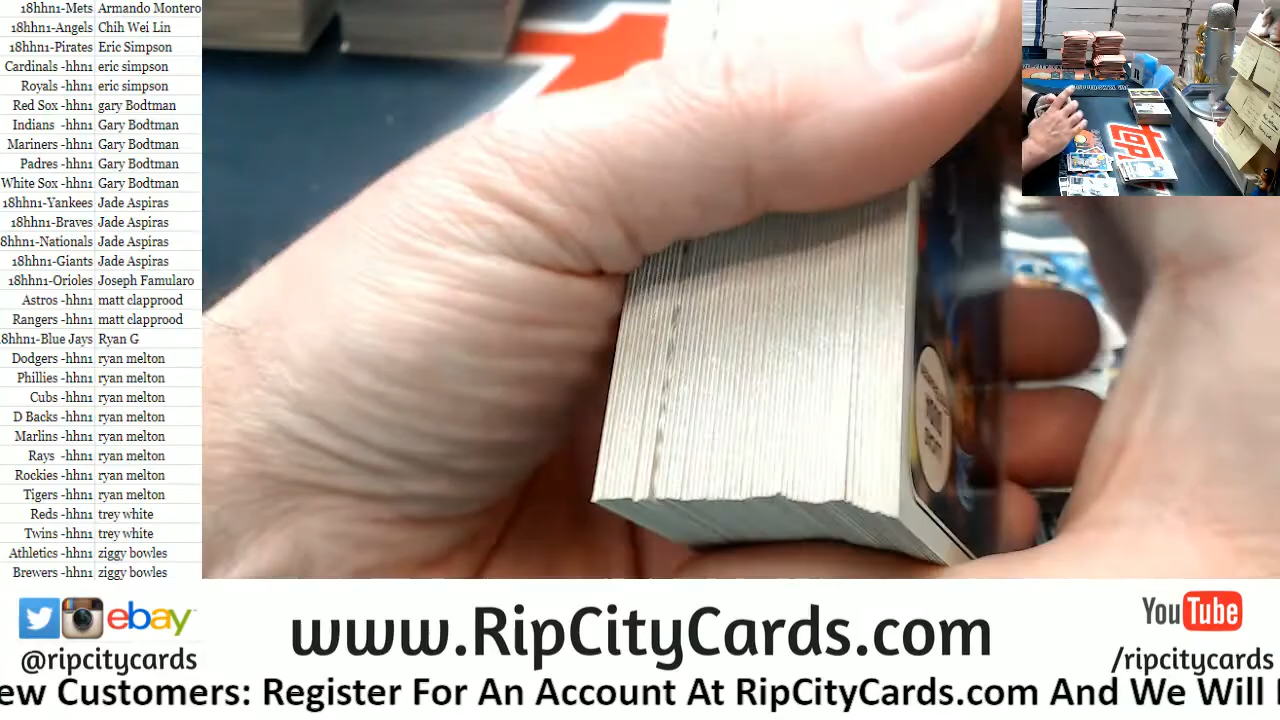 18hhn1-Mets Armando Montero
18hhn1-Angels Chih Wei Lin
18hhn1-Pirates Eric Simpson
Cardinals -hhn1 eric simpson
Royals -hhn1 eric simpson
Red Sox -hhn1 gary Bodtman
Indians -hhn1 Gary Bodtman
Mariners -hhn1 Gary Bodtman
Padres -hhn1 Gary Bodtman
White Sox -hhn1 Gary Bodtman
18hhn1-Yankees Jade Aspiras
18hhn1-Braves Jade Aspiras
8hhn1-Nationals Jade Aspiras
18hhn1-Giants Jade Aspiras
18hhn1-Orioles Joseph Famularo
Astros -hhn1 matt clapprood
Rangers -hhn1 matt clapprood
8hhn1-Blue Jays Ryan G
Dodgers -hhn1 ryan melton
Phillies -hhn1 ryan melton
Cubs -hhn1 ryan melton
D Backs -hhn1 ryan melton
Marlins -hhn1 ryan melton
Rays -hhn1 ryan melton
Rockies -hhn1 ryan melton
Tigers -hhn1 ryan melton
Reds -hhn1 trey white
Twins -hhn1 trey white
Athletics -hhn1 ziggy bowles
Brewers -hhn1 ziggy bowles
ebay
@ripcitycards
www.RipCityCards.com
YouTube
/ripcitycards
ew Customers: Register For An Account At RipCityCards.com And We Will